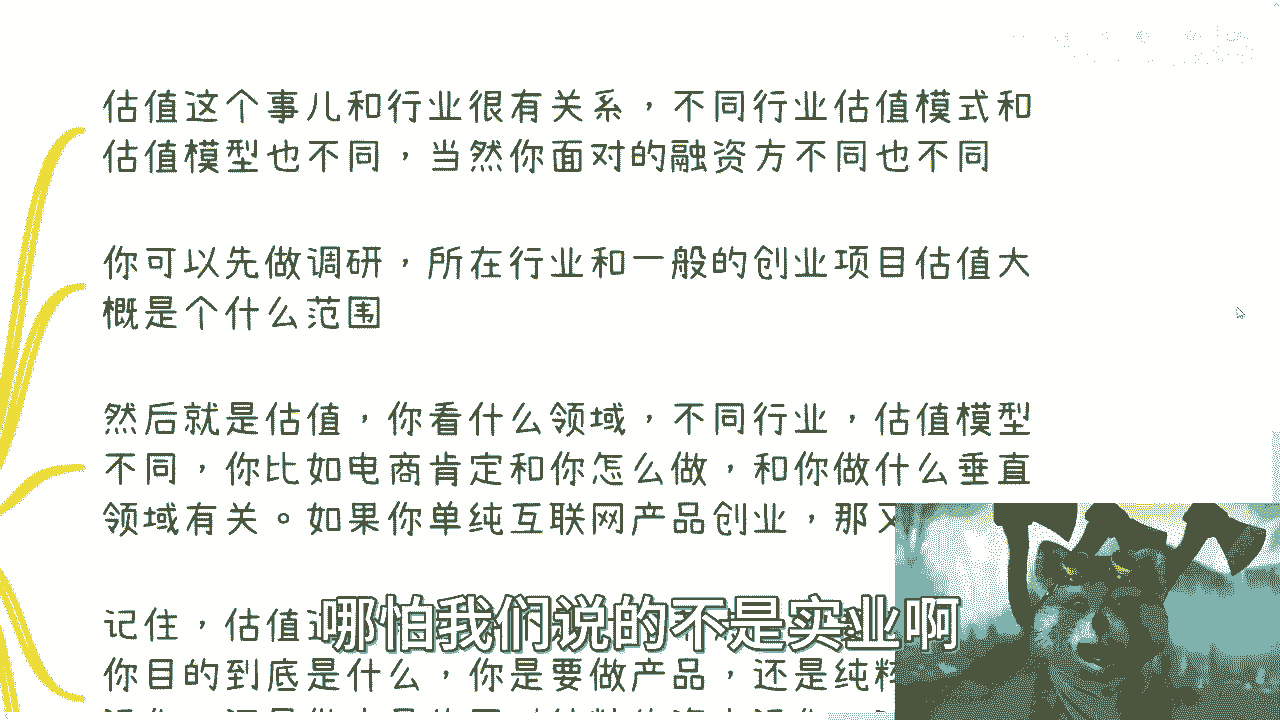 估值这个事儿和行业很有关系，不同行业估值模式和
估值模型也不同，当然你面对的融资方不同也不同
你可以先做调研，所在行业和一般的创业项目估值大
概是个什么范围
然后就是估值，你看什么领域，不同行业，估值模型
不同，你比如电商肯定和你怎么做，和你做什么垂直
领域有关。如果你单纯互联网产品创业，那又
记住，估值
哪怕我们说的不是实业啊
你目的到底是什么，你是要做产品，还是纯粹